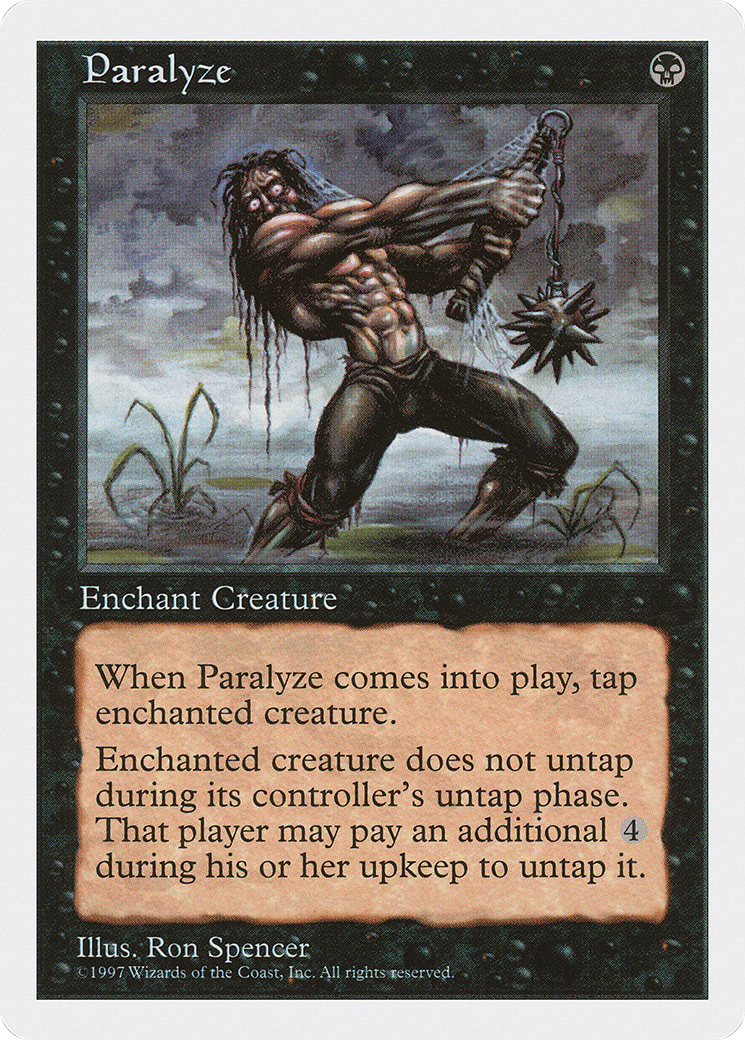 Paralyze
Enchant Creature
When Paralyze comes into play, tap
enchanted creature.
Enchanted creature does not untap
during its controller's untap phase.
That player may pay an additional 4
during his or her upkeep to untap it.
Illus. Ron Spencer
©1997 Wizards of the Coast, Inc. All rights reserved.